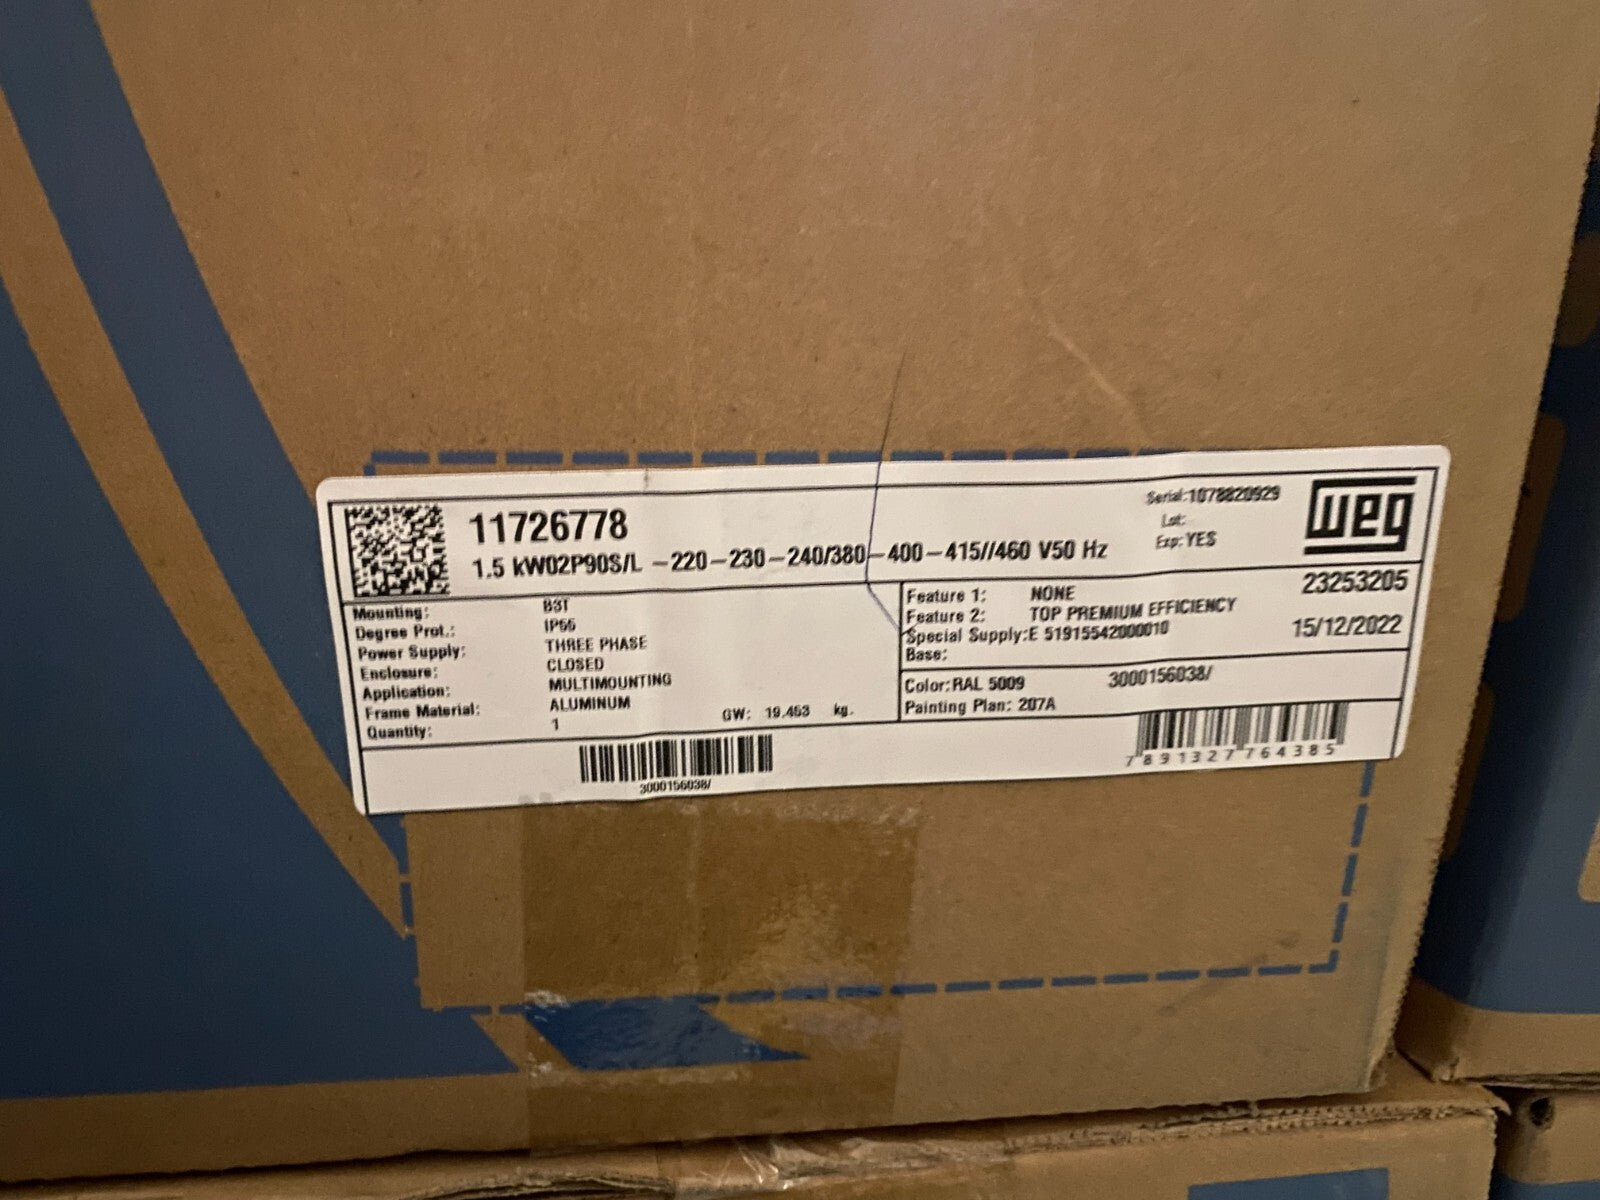 11726778
1.5 kW02P90S/L -220-230-240/380-400-415//460 V50 Hz
Serial:1078820929
Lot:
Exp:YES
weg
Mounting: B3T
Degree Prot.: IP55
Power Supply: THREE PHASE
Enclosure: CLOSED
Application: MULTIMOUNTING
Frame Material: ALUMINUM
Quantity: 1
GW: 19.453 kg.
Feature 1: NONE
Feature 2: TOP PREMIUM EFFICIENCY
Special Supply:E 51915542000010
Base:
23253205
15/12/2022
Color:RAL 5009
3000156038/
Painting Plan: 207A
3000156038/
7891327764385